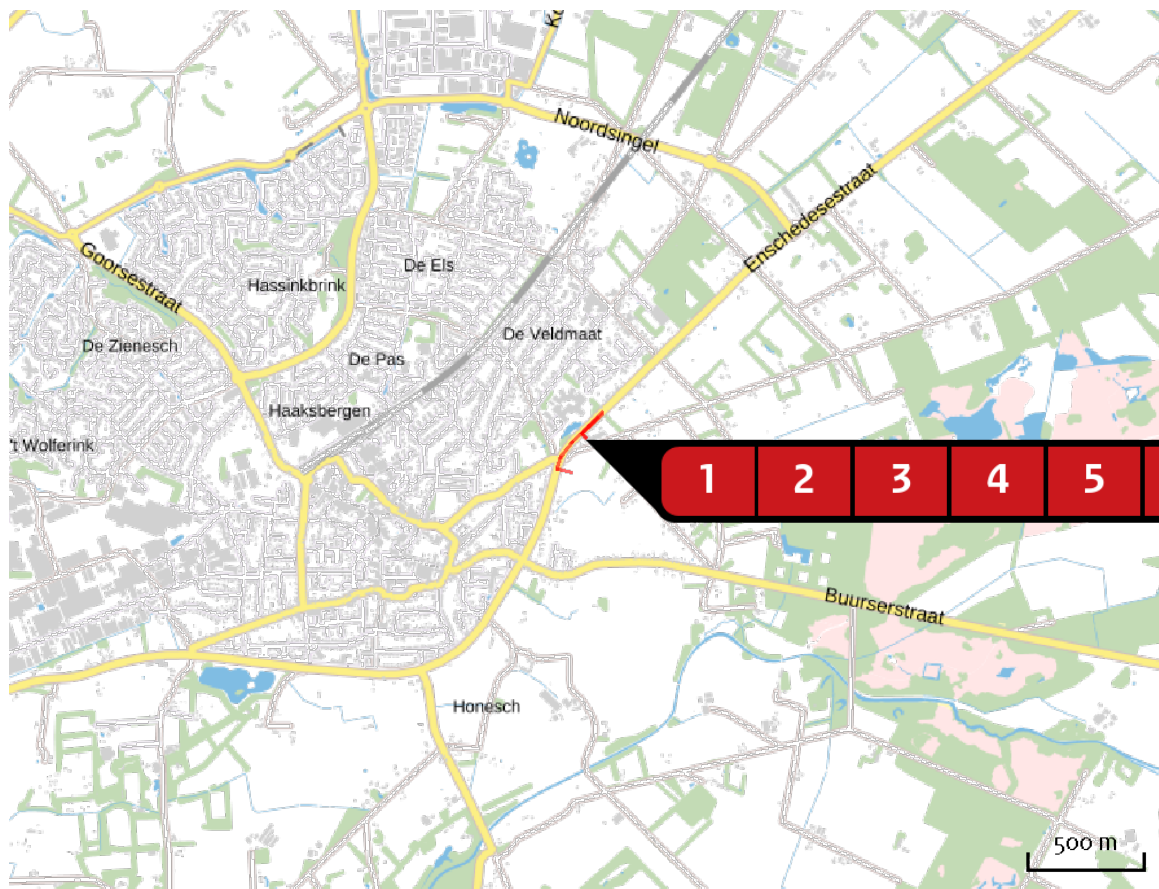 Ko
Noordsingel
Enschedesestraat
Goorsestraat
De Els
Hassinkbrink
De Veldmaat
De Zienesch
De Pas
Haaksbergen
't Wolferink
1 2 3 4 5
Buurserstraat
Honesch
500 m